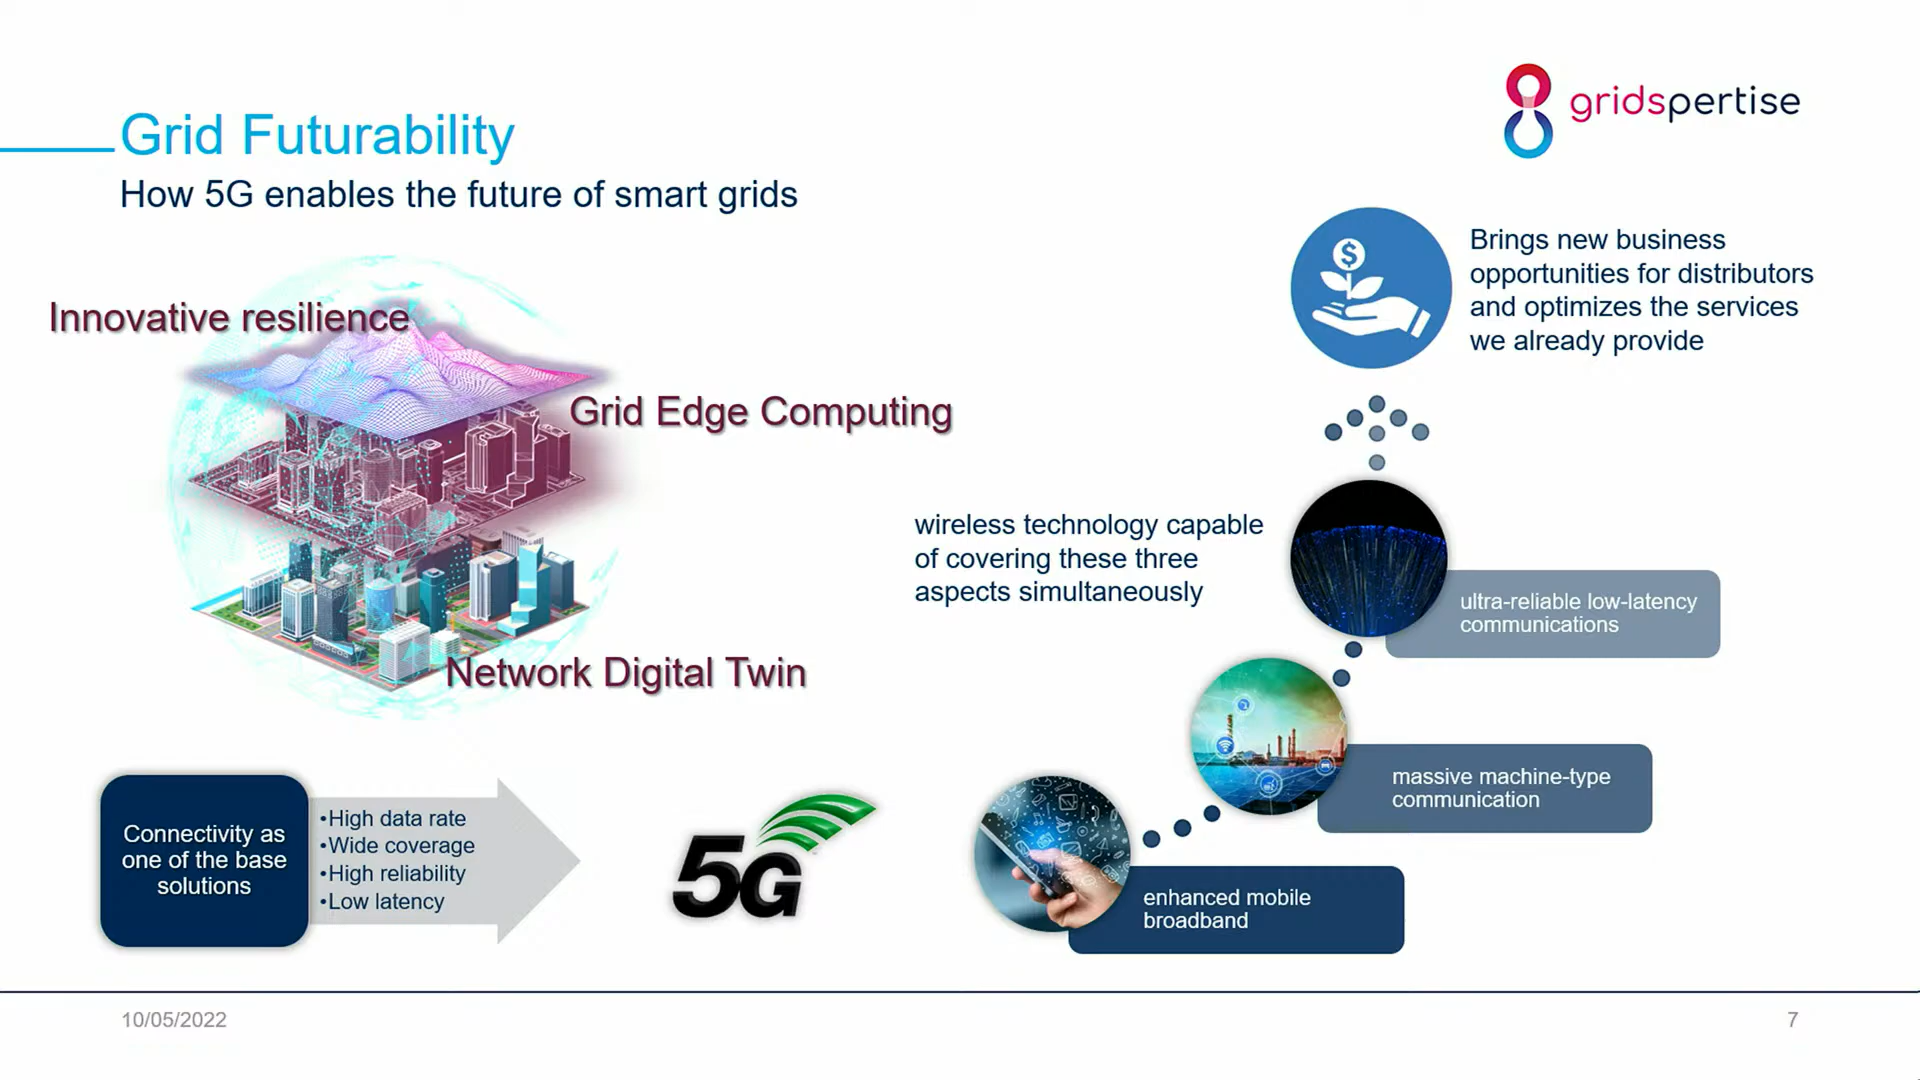 gridspertise
Grid Futurability
How 5G enables the future of smart grids
Brings new business
opportunities for distributors
and optimizes the services
we already provide
$
Innovative resilience
Grid Edge Computing
Network Digital Twin
wireless technology capable
of covering these three
aspects simultaneously
ultra-reliable low-latency
communications
massive machine-type
communication
enhanced mobile
broadband
Connectivity as
one of the base
solutions
•High data rate
•Wide coverage
•High reliability
•Low latency
5G
10/05/2022
7